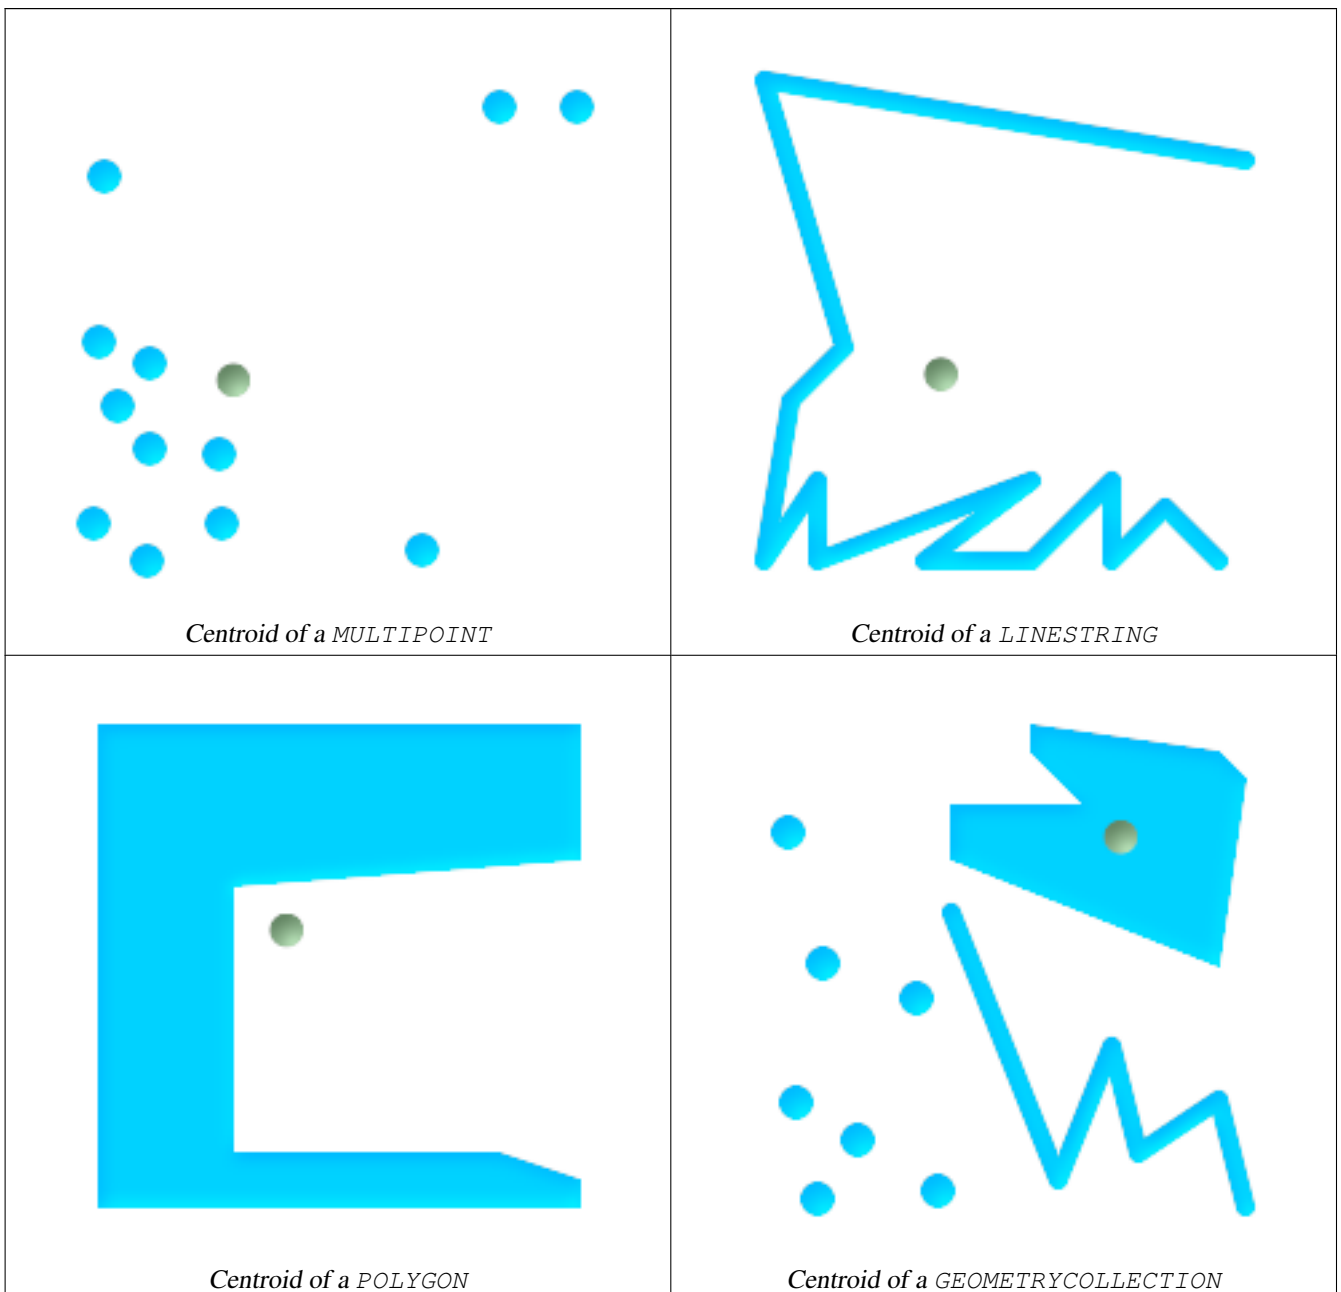 Centroid of a MULTIPOINT
Centroid of a LINESTRING
Centroid of a POLYGON
Centroid of a GEOMETRYCOLLECTION